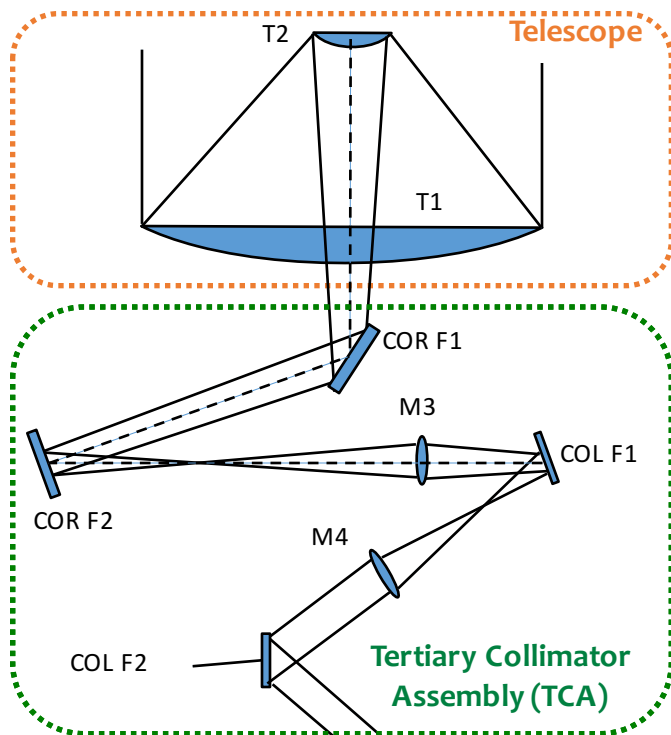 T2
Telescope
T1
COR F1
M3
COL F1
COR F2
M4
COL F2
Tertiary Collimator
Assembly (TCA)